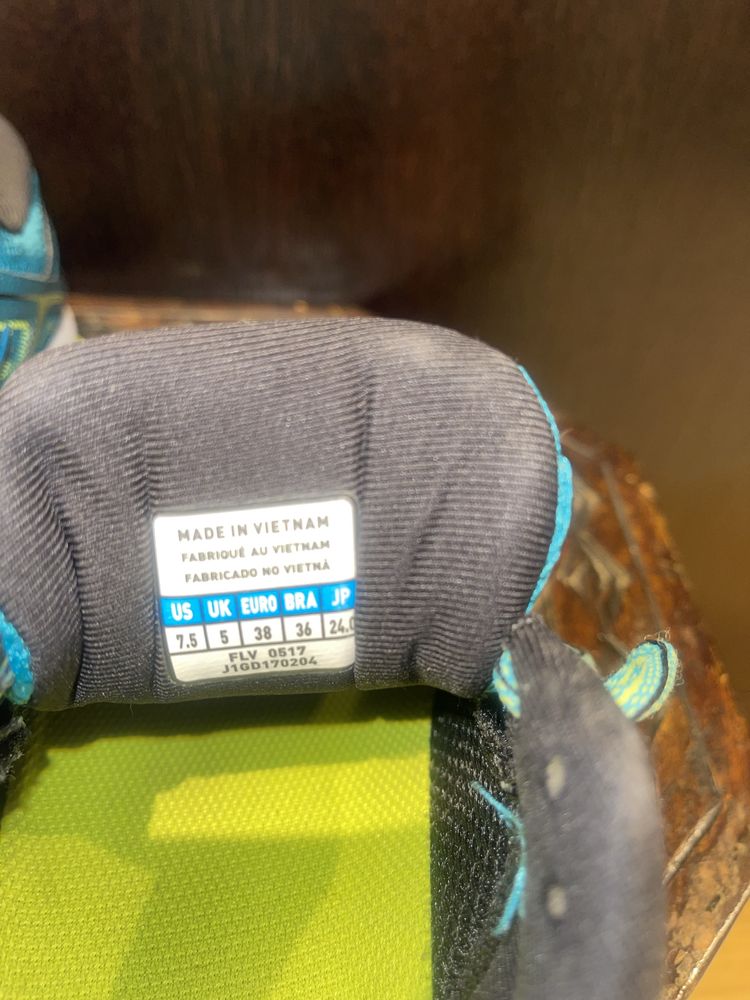 MADE IN VIETNAM
FABRIQUÉ AU VIETNAM
FABRICADO NO VIETNÃ
US UK EURO BRA JP
7.5 5 38 36 24.0
FLV 0517
J1GD170204